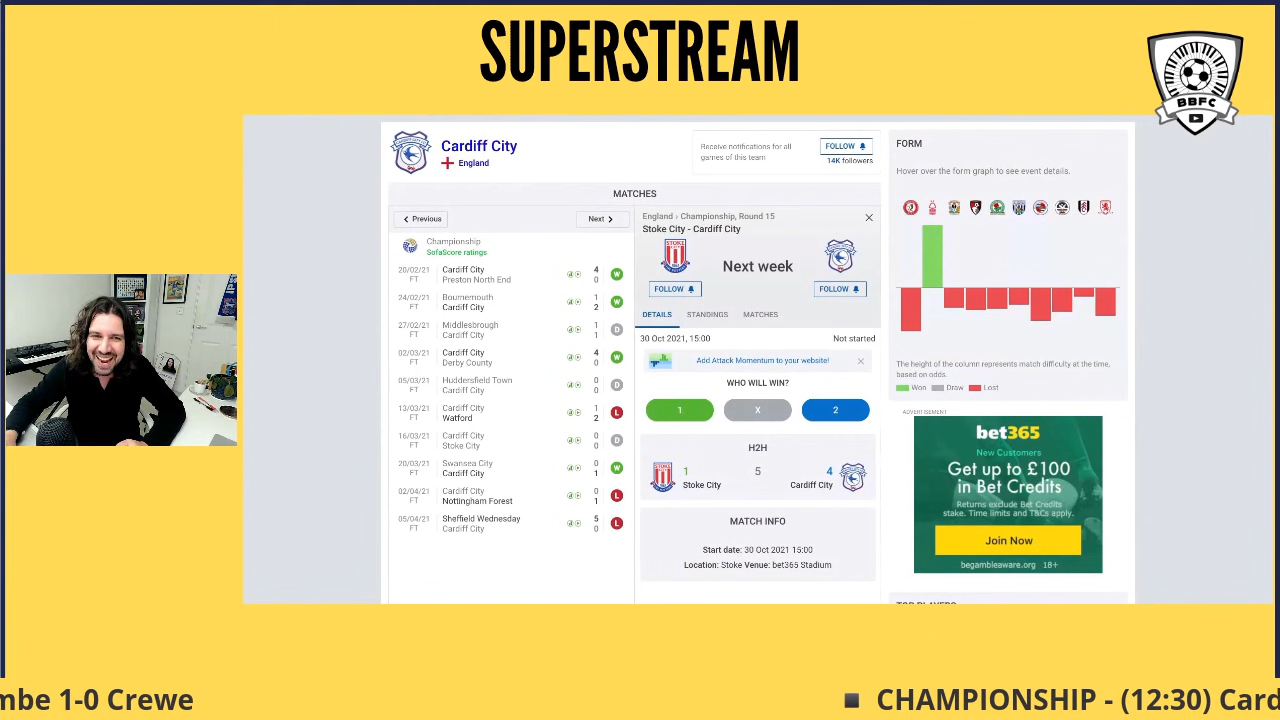 SUPERSTREAM
BBFC
Cardiff City
England
Receive notifications for all
games of this team
FOLLOW
14K followers
MATCHES
Previous
Next
Championship
SofaScore ratings
20/02/21 Cardiff City 4
FT Preston North End 0
W
24/02/21 Bournemouth 1
FT Cardiff City 2
W
27/02/21 Middlesbrough 1
FT Cardiff City 1
D
02/03/21 Cardiff City 4
FT Derby County 0
W
05/03/21 Huddersfield Town 0
FT Cardiff City 0
D
13/03/21 Cardiff City 1
FT Watford 2
L
16/03/21 Cardiff City 0
FT Stoke City 0
D
20/03/21 Swansea City 0
FT Cardiff City 1
W
02/04/21 Cardiff City 0
FT Nottingham Forest 1
L
05/04/21 Sheffield Wednesday 5
FT Cardiff City 0
L
England › Championship, Round 15
Stoke City - Cardiff City
Next week
FOLLOW
FOLLOW
DETAILS STANDINGS MATCHES
30 Oct 2021, 15:00 Not started
Add Attack Momentum to your website!
WHO WILL WIN?
1 X 2
H2H
1 5 4
Stoke City Cardiff City
MATCH INFO
Start date: 30 Oct 2021 15:00
Location: Stoke Venue: bet365 Stadium
FORM
Hover over the form graph to see event details.
The height of the column represents match difficulty at the time,
based on odds.
Won Draw Lost
ADVERTISEMENT
bet365
New Customers
Get up to £100
in Bet Credits
Returns exclude Bet Credits
stake. Time limits and T&Cs apply.
Join Now
begambleaware.org 18+
mbe 1-0 Crewe
CHAMPIONSHIP - (12:30) Card